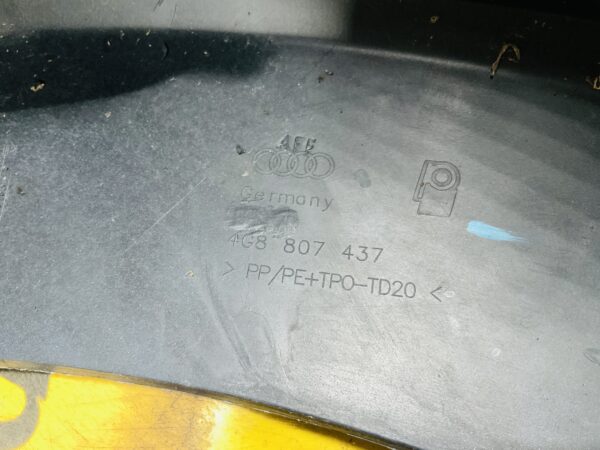 Germany
4G8 807 437
> PP/PE+TPO-TD20 <